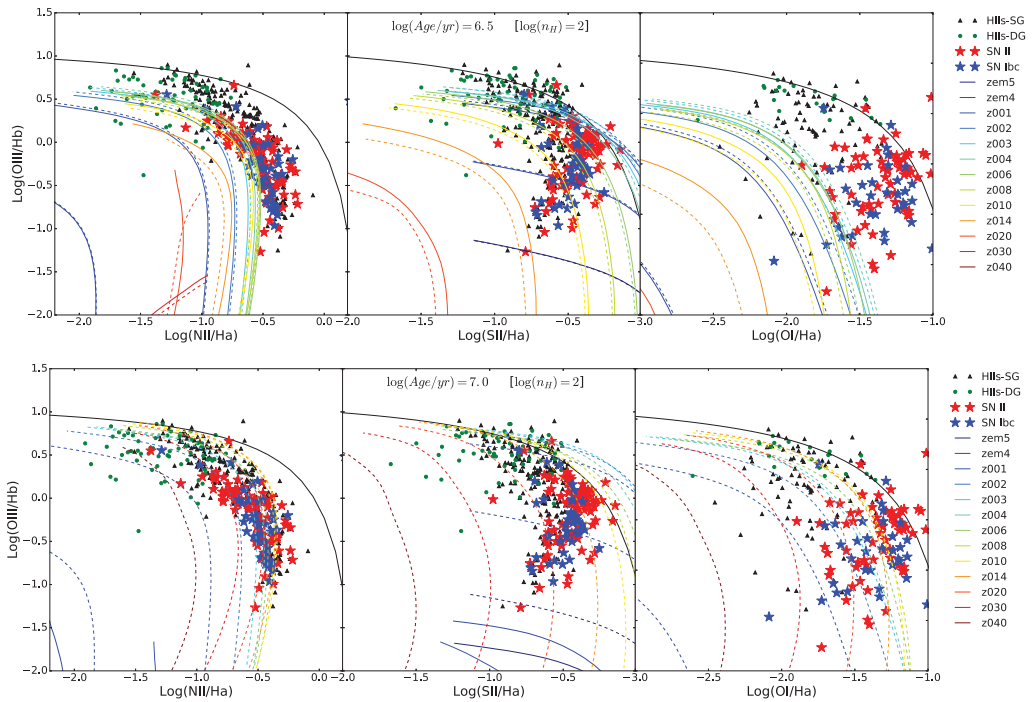 log(Age/yr) = 6.5 [log(n_H) = 2]
1.5
1.0
0.5
0.0
−0.5
−1.0
−1.5
−2.0
Log(OIII/Hb)
−2.0 −1.5 −1.0 −0.5 0.0 −2.0 −1.5 −1.0 −0.5 −3.0 −2.5 −2.0 −1.5 −1.0
Log(NII/Ha) Log(SII/Ha) Log(OI/Ha)
HIIs-SG
HIIs-DG
SN II
SN Ibc
zem5
zem4
z001
z002
z003
z004
z006
z008
z010
z014
z020
z030
z040
log(Age/yr) = 7.0 [log(n_H) = 2]
1.5
1.0
0.5
0.0
−0.5
−1.0
−1.5
−2.0
Log(OIII/Hb)
−2.0 −1.5 −1.0 −0.5 0.0 −2.0 −1.5 −1.0 −0.5 −3.0 −2.5 −2.0 −1.5 −1.0
Log(NII/Ha) Log(SII/Ha) Log(OI/Ha)
HIIs-SG
HIIs-DG
SN II
SN Ibc
zem5
zem4
z001
z002
z003
z004
z006
z008
z010
z014
z020
z030
z040